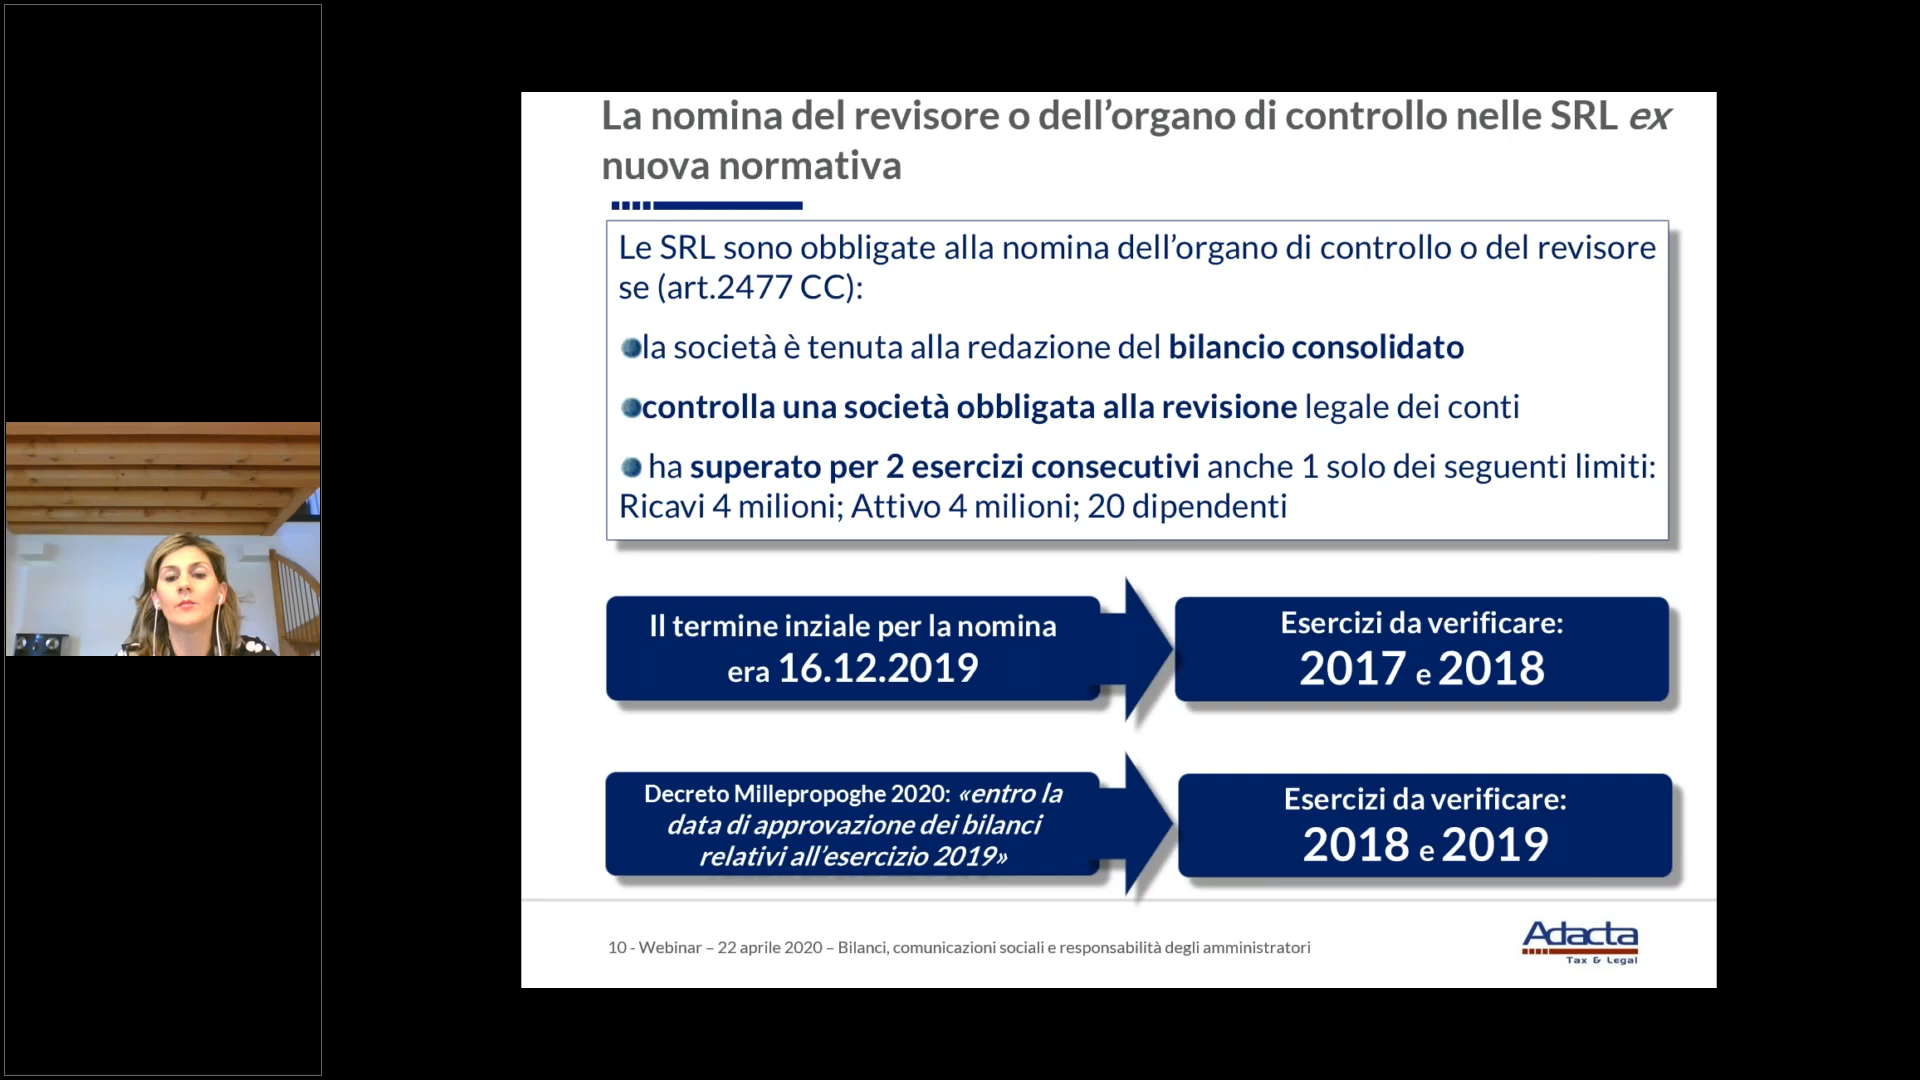 La nomina del revisore o dell’organo di controllo nelle SRL ex
nuova normativa
Le SRL sono obbligate alla nomina dell’organo di controllo o del revisore
se (art.2477 CC):
la società è tenuta alla redazione del bilancio consolidato
controlla una società obbligata alla revisione legale dei conti
ha superato per 2 esercizi consecutivi anche 1 solo dei seguenti limiti:
Ricavi 4 milioni; Attivo 4 milioni; 20 dipendenti
Il termine inziale per la nomina
era 16.12.2019
Esercizi da verificare:
2017 e 2018
Decreto Millepropoghe 2020: «entro la
data di approvazione dei bilanci
relativi all’esercizio 2019»
Esercizi da verificare:
2018 e 2019
10 - Webinar – 22 aprile 2020 – Bilanci, comunicazioni sociali e responsabilità degli amministratori
Adacta
Tax & Legal